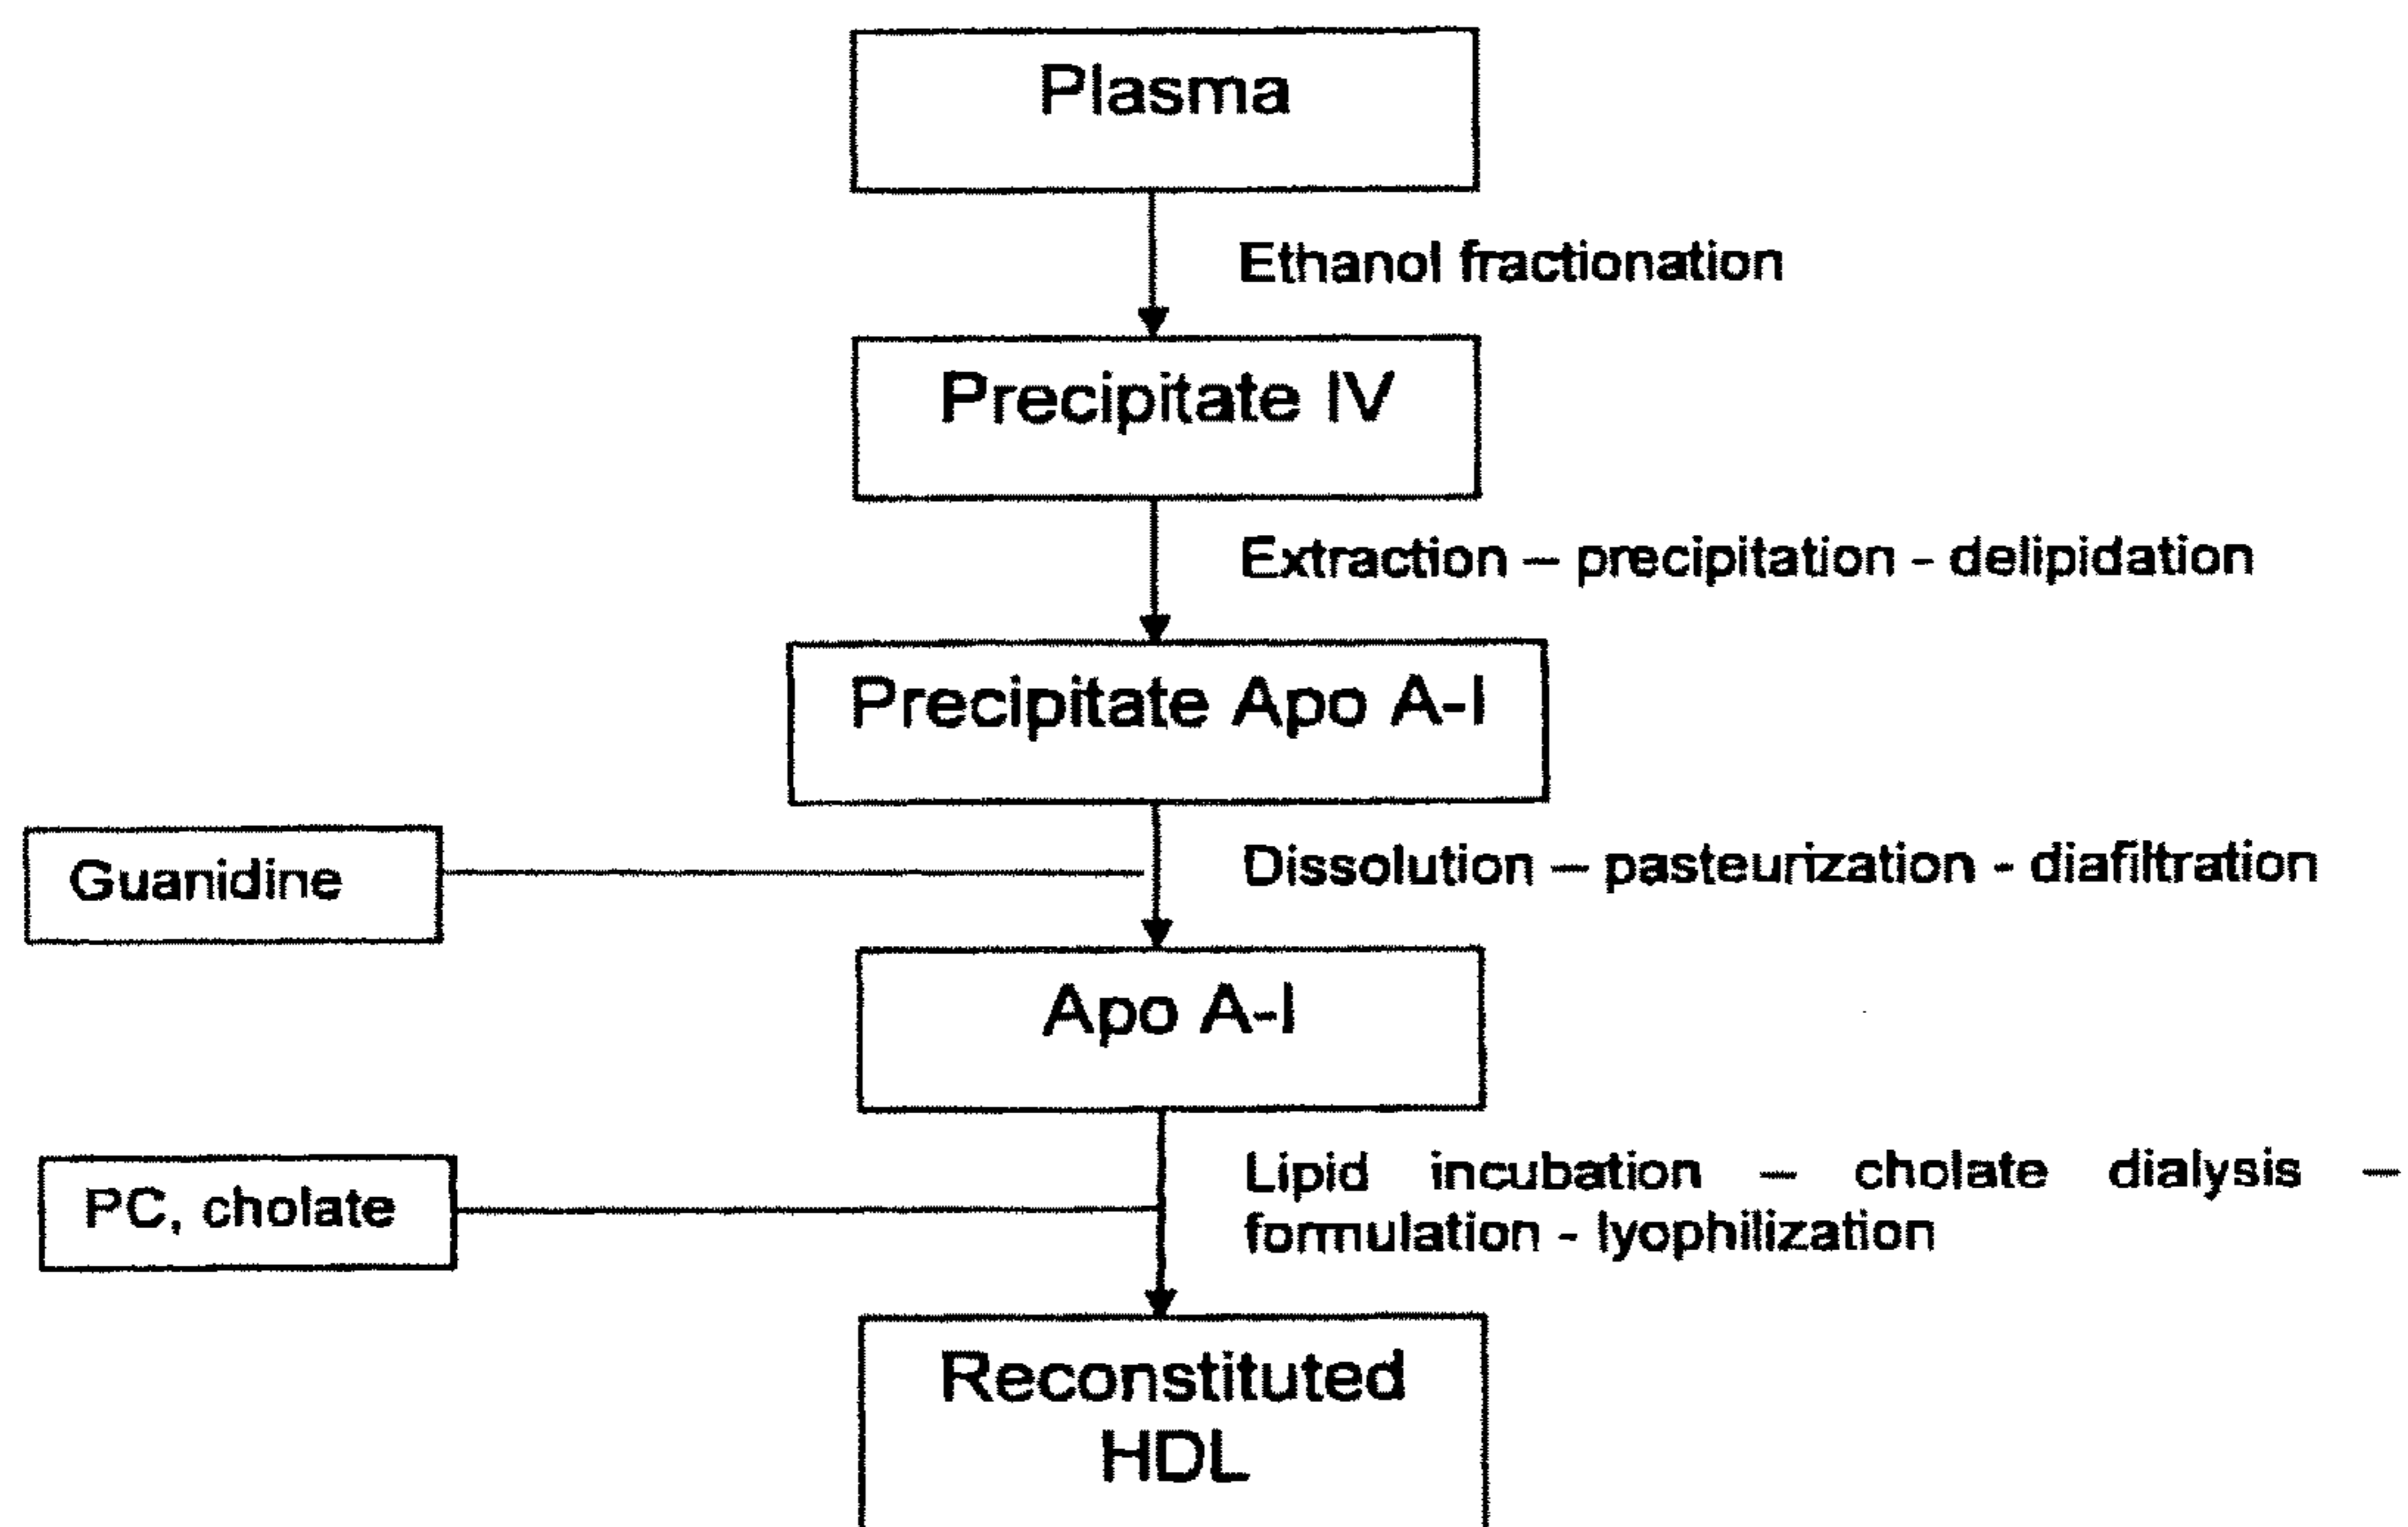 Plasma
Ethanol fractionation
Precipitate IV
Extraction – precipitation - delipidation
Precipitate Apo A-I
Guanidine
Dissolution – pasteurization - diafiltration
Apo A-I
PC, cholate
Lipid incubation – cholate dialysis –
formulation - lyophilization
Reconstituted
HDL